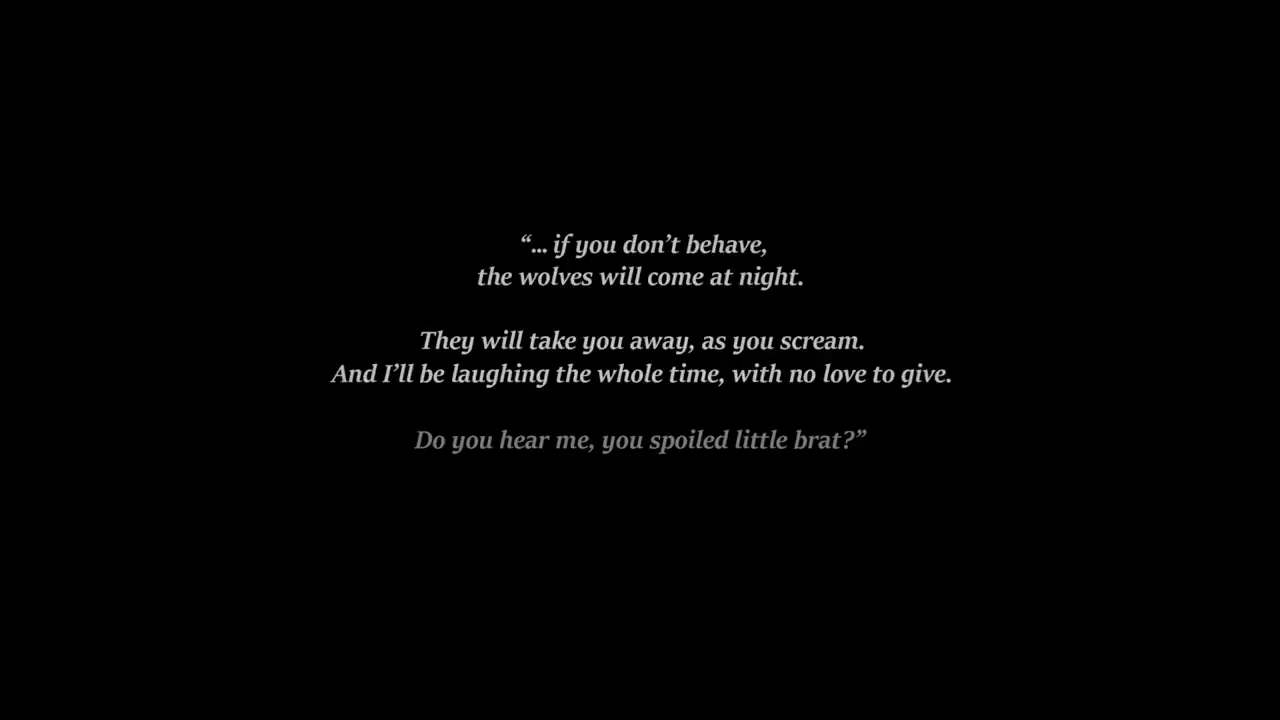 “... if you don’t behave,
the wolves will come at night.
They will take you away, as you scream.
And I’ll be laughing the whole time, with no love to give.
Do you hear me, you spoiled little brat?”